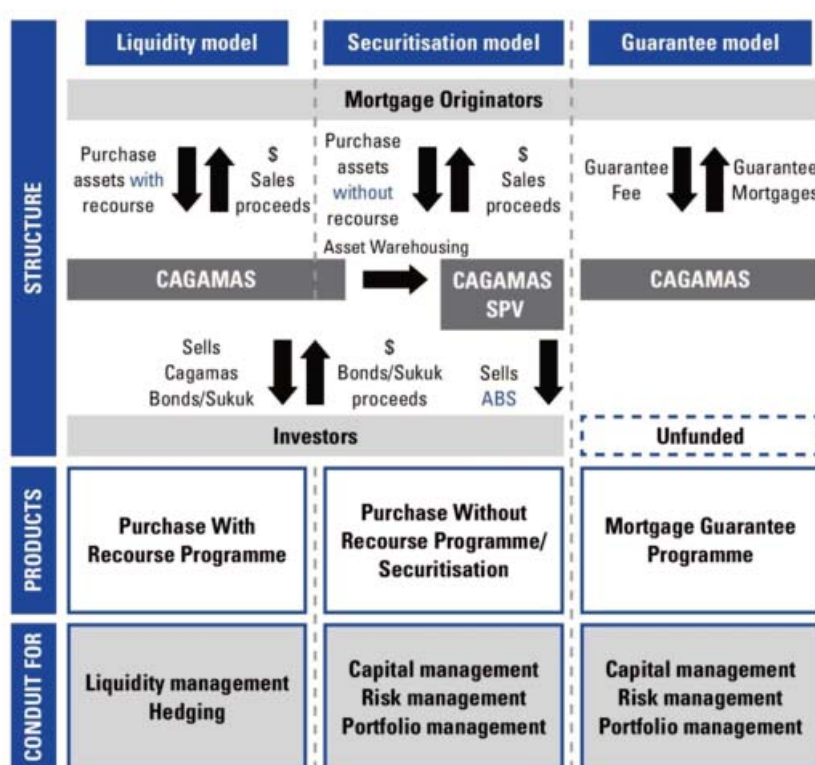 Liquidity model
Securitisation model
Guarantee model
STRUCTURE
Mortgage Originators
Purchase
assets with
recourse
$
Sales
proceeds
Purchase
assets
without
recourse
$
Sales
proceeds
Guarantee
Fee
Guarantee
Mortgages
Asset Warehousing
CAGAMAS
CAGAMAS
SPV
CAGAMAS
Sells
Cagamas
Bonds/Sukuk
$
Bonds/Sukuk
proceeds
Sells
ABS
Investors
Unfunded
PRODUCTS
Purchase With
Recourse Programme
Purchase Without
Recourse Programme/
Securitisation
Mortgage Guarantee
Programme
CONDUIT FOR
Liquidity management
Hedging
Capital management
Risk management
Portfolio management
Capital management
Risk management
Portfolio management